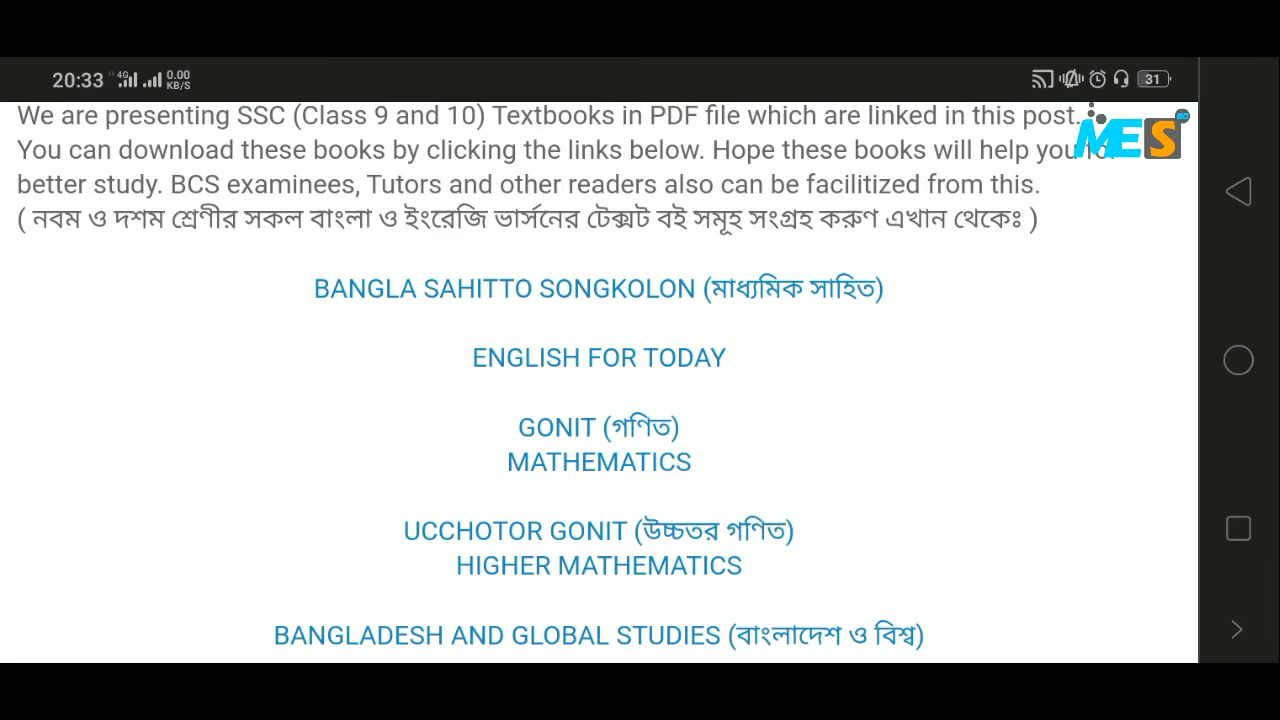 20:33 4G 0.00 KB/S 31
We are presenting SSC (Class 9 and 10) Textbooks in PDF file which are linked in this post.
You can download these books by clicking the links below. Hope these books will help you for
better study. BCS examinees, Tutors and other readers also can be facilitized from this.
( নবম ও দশম শ্রেণীর সকল বাংলা ও ইংরেজি ভার্সনের টেক্সট বই সমূহ সংগ্রহ করুণ এখান থেকেঃ )
MES 2.0
BANGLA SAHITTO SONGKOLON (মাধ্যমিক সাহিত)
ENGLISH FOR TODAY
GONIT (গণিত)
MATHEMATICS
UCCHOTOR GONIT (উচ্চতর গণিত)
HIGHER MATHEMATICS
BANGLADESH AND GLOBAL STUDIES (বাংলাদেশ ও বিশ্ব)